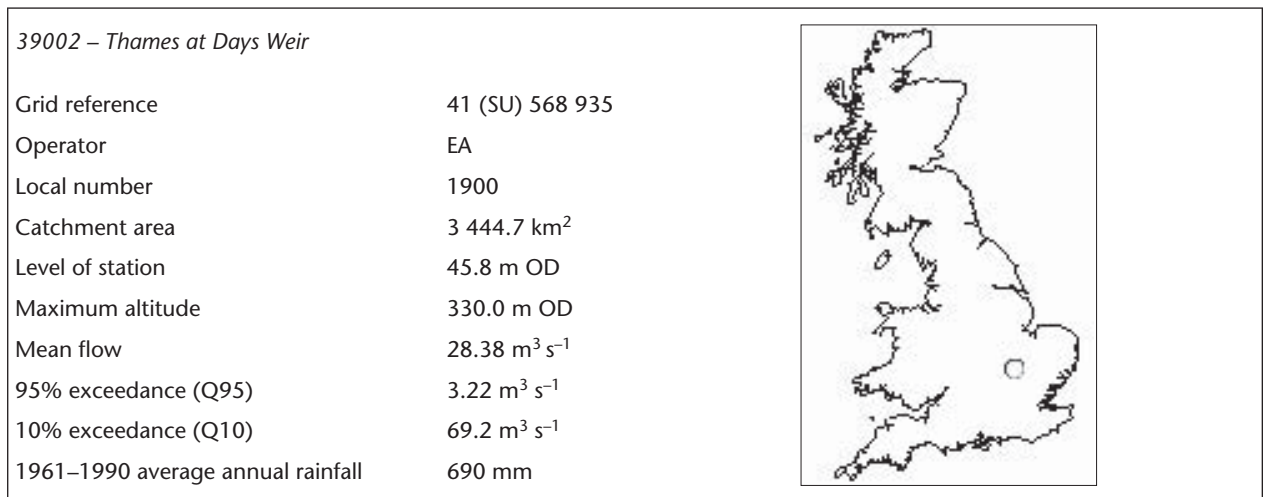 39002 – Thames at Days Weir
Grid reference 41 (SU) 568 935
Operator EA
Local number 1900
Catchment area 3 444.7 km²
Level of station 45.8 m OD
Maximum altitude 330.0 m OD
Mean flow 28.38 m³ s⁻¹
95% exceedance (Q95) 3.22 m³ s⁻¹
10% exceedance (Q10) 69.2 m³ s⁻¹
1961–1990 average annual rainfall 690 mm